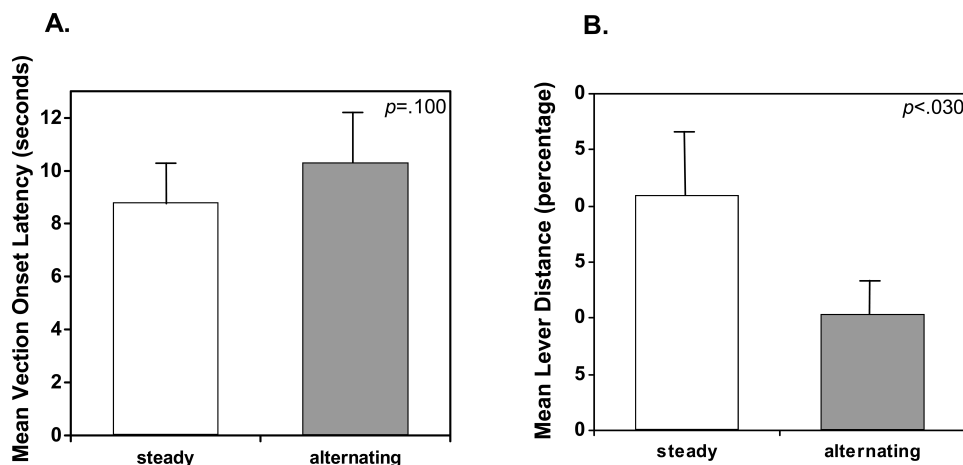 A.
Mean Vection Onset Latency (seconds)
12
10
8
6
4
2
0
p=.100
steady
alternating
B.
Mean Lever Distance (percentage)
0
5
0
5
0
5
0
p<.030
steady
alternating